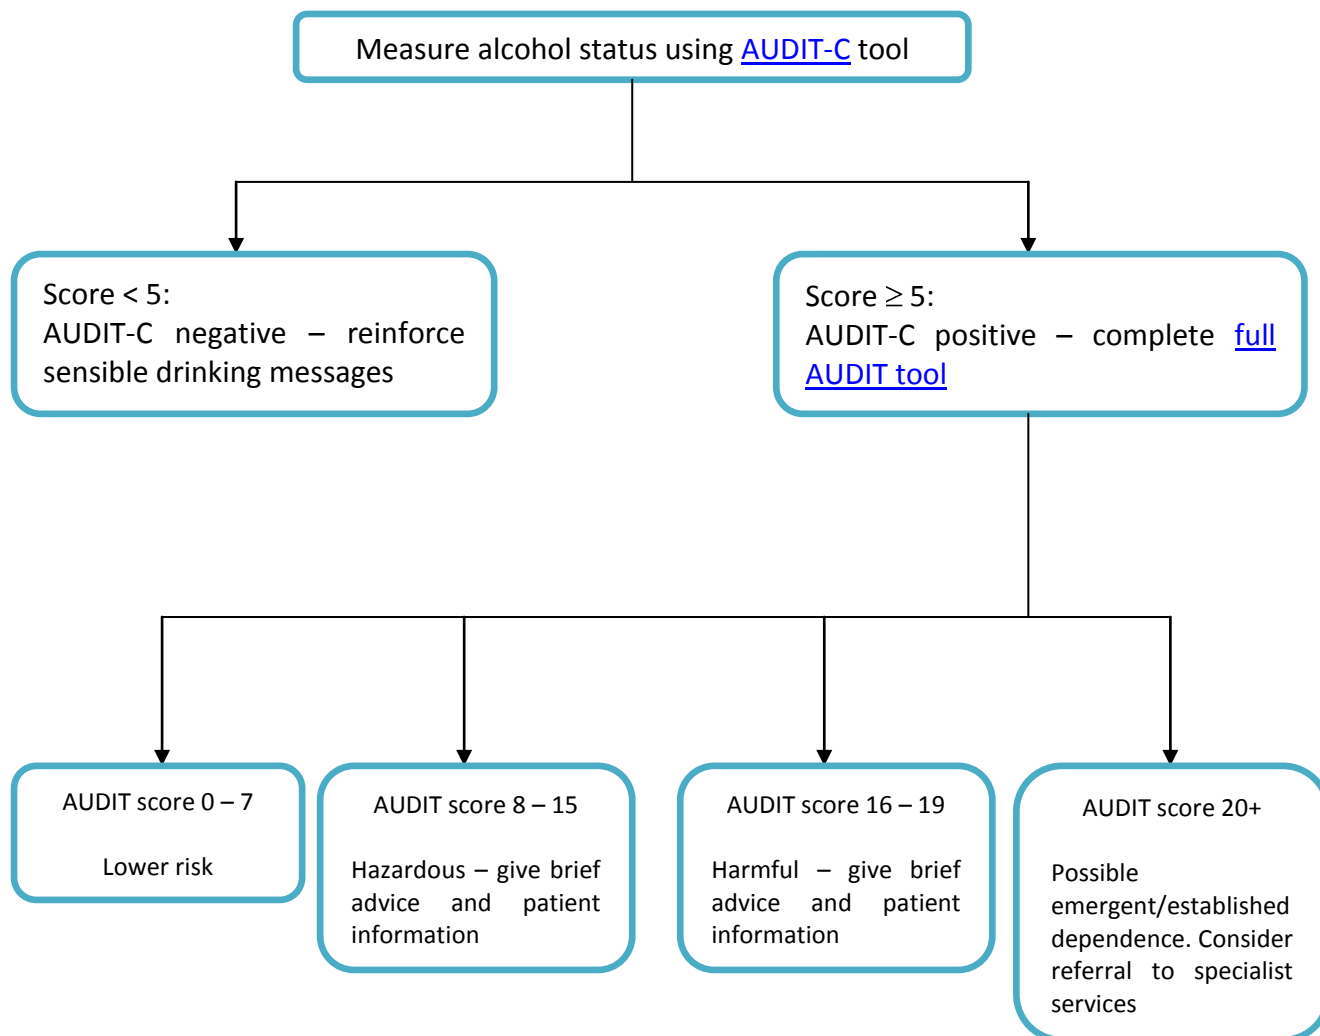 Measure alcohol status using AUDIT-C tool
Score < 5:
AUDIT-C negative – reinforce
sensible drinking messages
Score ≥ 5:
AUDIT-C positive – complete full
AUDIT tool
AUDIT score 0 – 7
Lower risk
AUDIT score 8 – 15
Hazardous – give brief
advice and patient
information
AUDIT score 16 – 19
Harmful – give brief
advice and patient
information
AUDIT score 20+
Possible
emergent/established
dependence. Consider
referral to specialist
services